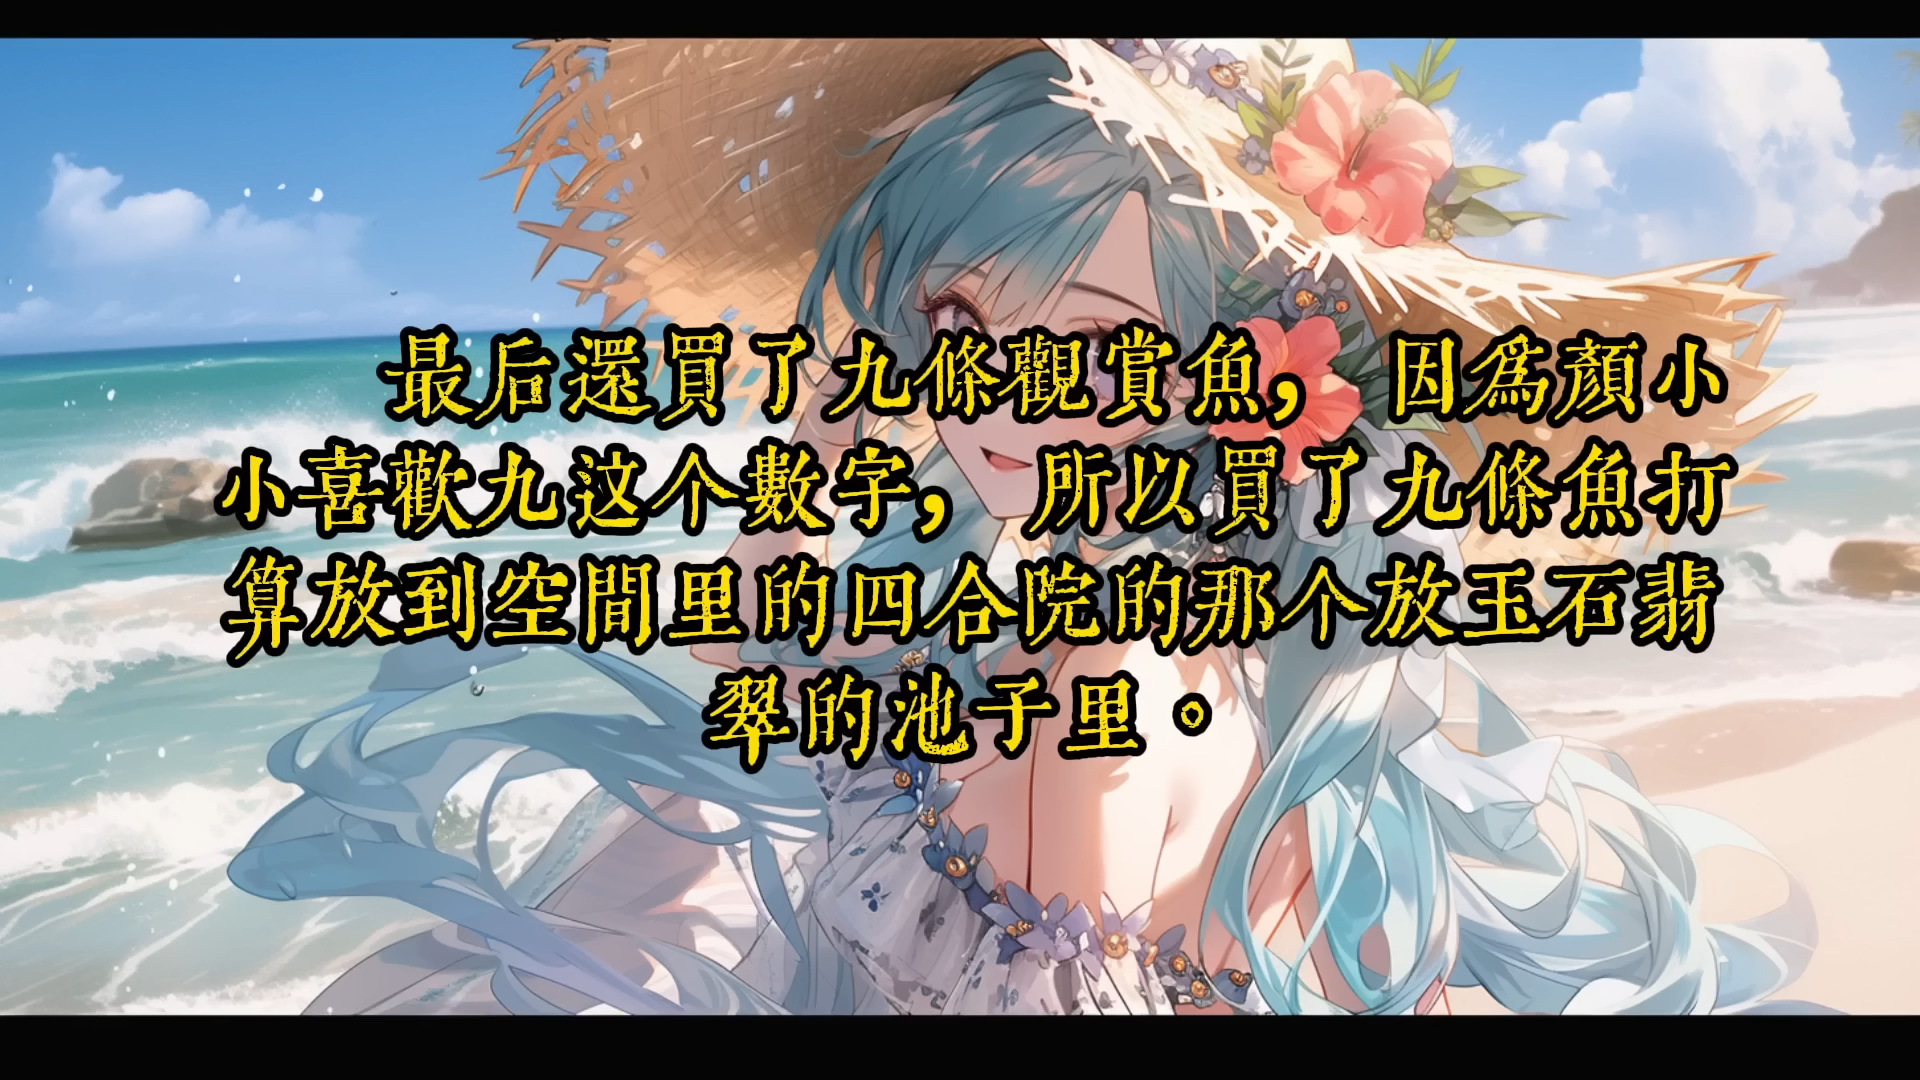 最后還買了九條觀賞魚，因爲顏小
小喜歡九这个數字，所以買了九條魚打
算放到空間里的四合院的那个放玉石翡
翠的池子里。